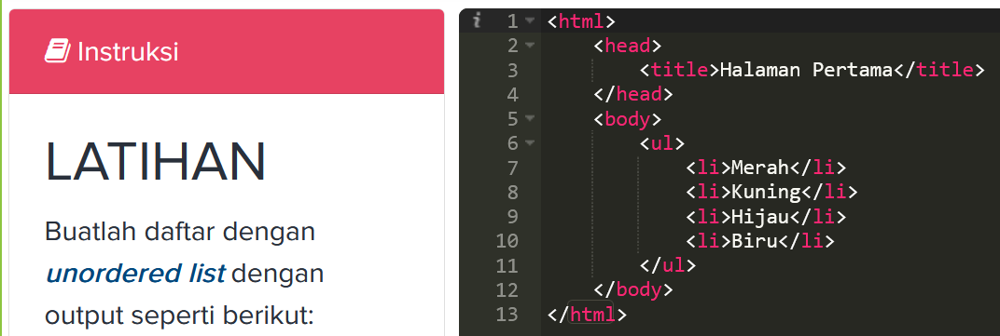 Instruksi
LATIHAN
Buatlah daftar dengan
unordered list dengan
output seperti berikut:
i 1 <html>
2 <head>
3 <title>Halaman Pertama</title>
4 </head>
5 <body>
6 <ul>
7 <li>Merah</li>
8 <li>Kuning</li>
9 <li>Hijau</li>
10 <li>Biru</li>
11 </ul>
12 </body>
13 </html>